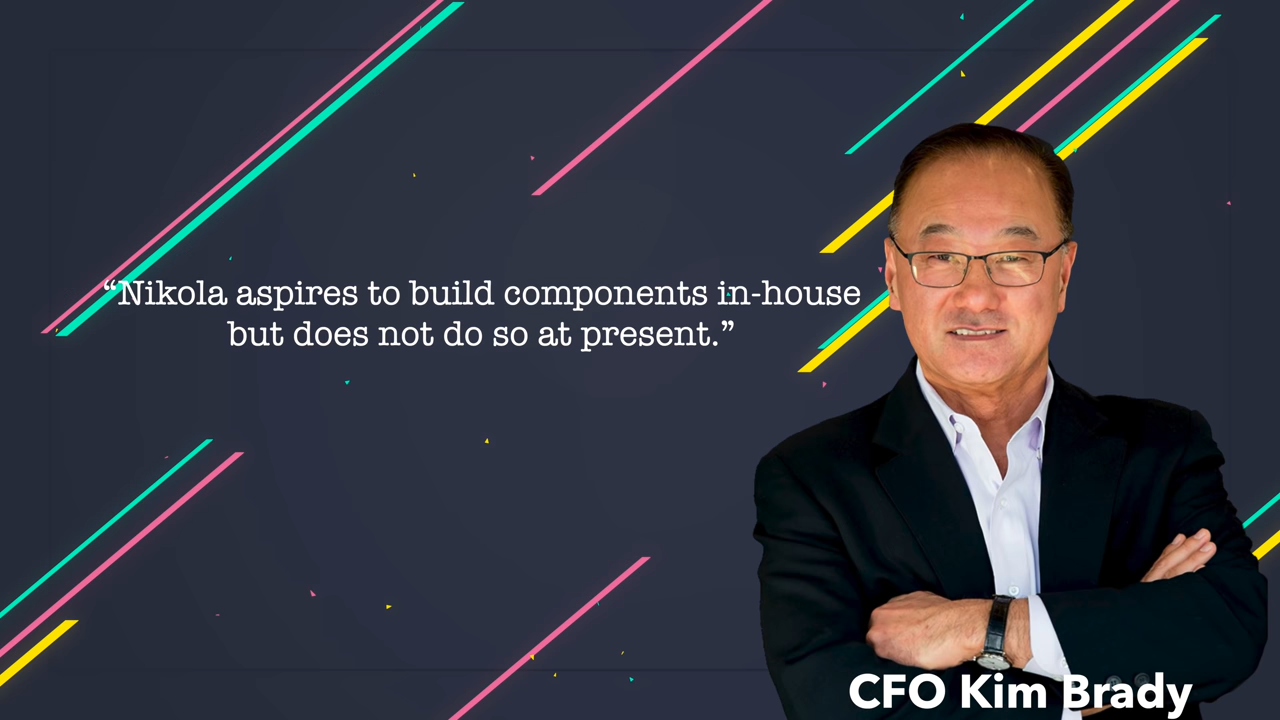 “Nikola aspires to build components in-house
but does not do so at present.”
CFO Kim Brady